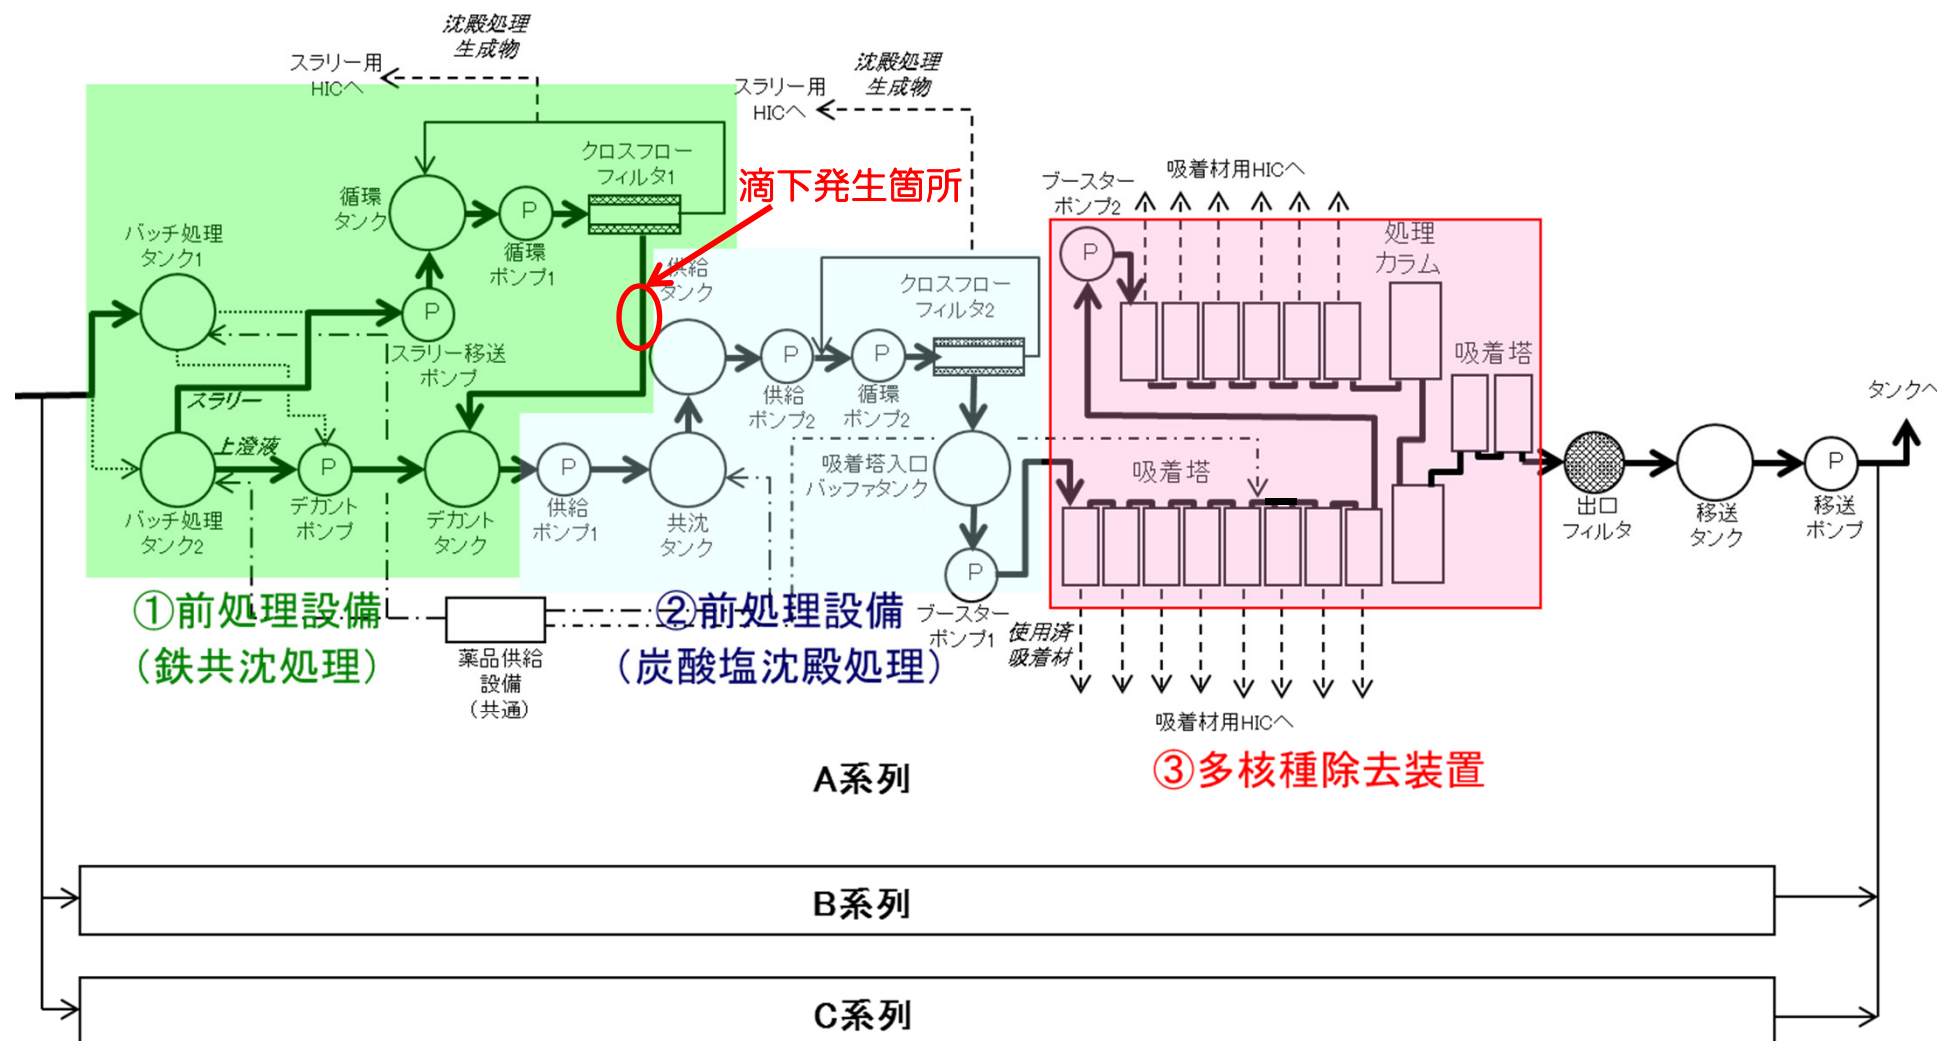 沈殿処理
生成物
スラリー用
HICへ
沈殿処理
生成物
スラリー用
HICへ
クロスフロー
フィルタ1
滴下発生箇所
循環
タンク
P
循環
ポンプ1
バッチ処理
タンク1
P
スラリー移送
ポンプ
スラリー
上澄液
バッチ処理
タンク2
P
デカント
ポンプ
デカント
タンク
供給
タンク
P
供給
ポンプ2
P
循環
ポンプ2
クロスフロー
フィルタ2
P
供給
ポンプ1
共沈
タンク
吸着塔入口
バッファタンク
P
ブースター
ポンプ1
ブースター
ポンプ2
P
吸着材用HICへ
処理
カラム
吸着塔
吸着塔
使用済
吸着材
吸着材用HICへ
出口
フィルタ
移送
タンク
P
移送
ポンプ
タンクへ
①前処理設備
（鉄共沈処理）
薬品供給
設備
（共通）
②前処理設備
（炭酸塩沈殿処理）
③多核種除去装置
A系列
B系列
C系列